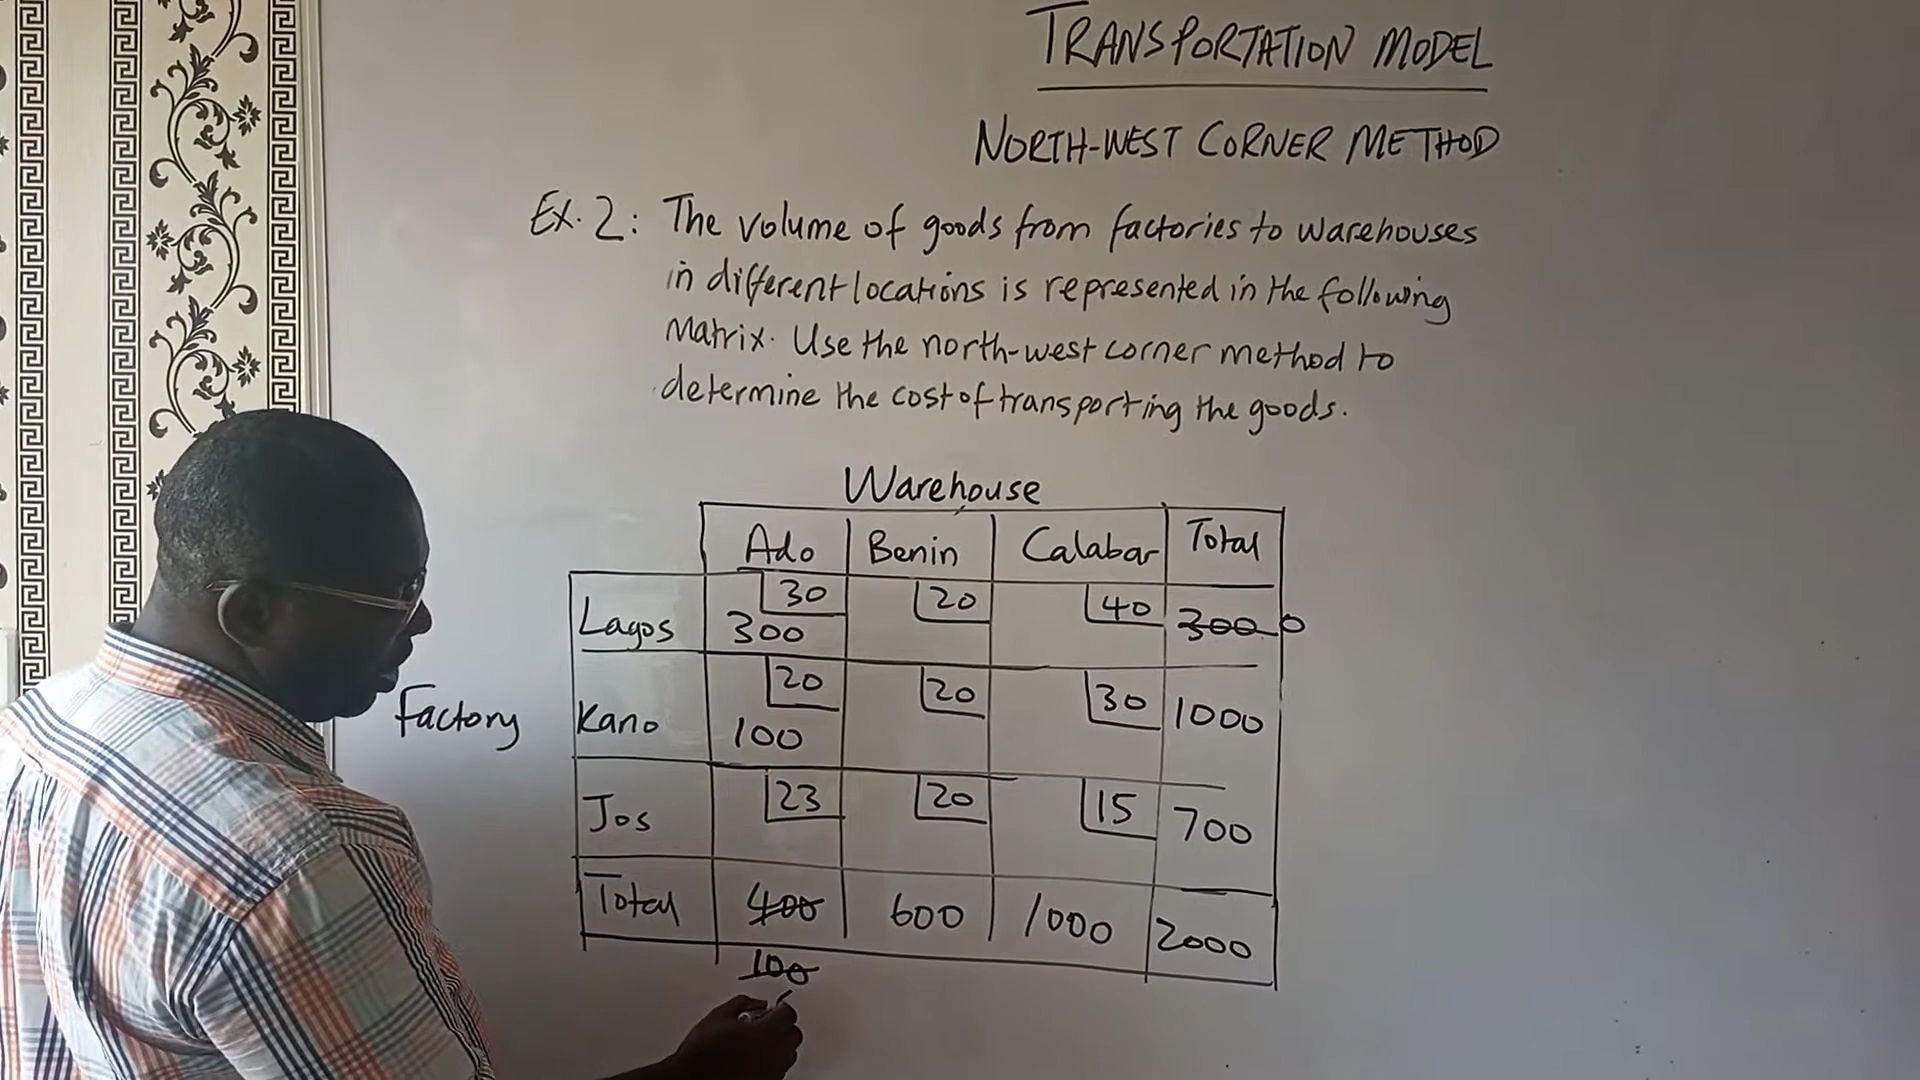 TRANSPORTATION MODEL
NORTH-WEST CORNER METHOD
Ex. 2: The volume of goods from factories to warehouses
in different locations is represented in the following
Matrix. Use the north-west corner method to
determine the cost of transporting the goods.
Warehouse
Ado Benin Calabar Total
30 20 40
Lagos 300 300 0
20 20 30
Factory Kano 100 1000
23 20 15
Jos 700
Total 400 600 1000 2000
100